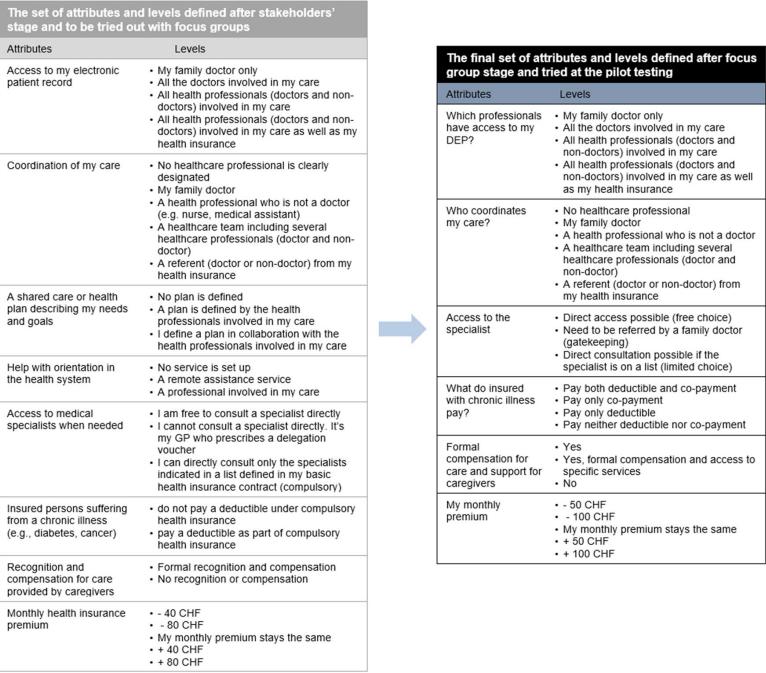 The set of attributes and levels defined after stakeholders'
stage and to be tried out with focus groups
Attributes Levels
Access to my electronic
patient record
• My family doctor only
• All the doctors involved in my care
• All health professionals (doctors and non-
doctors) involved in my care
• All health professionals (doctors and non-
doctors) involved in my care as well as my
health insurance
Coordination of my care
• No healthcare professional is clearly
designated
• My family doctor
• A health professional who is not a doctor
(e.g. nurse, medical assistant)
• A healthcare team including several
healthcare professionals (doctor and non-
doctor)
• A referent (doctor or non-doctor) from my
health insurance
A shared care or health
plan describing my needs
and goals
• No plan is defined
• A plan is defined by the health
professionals involved in my care
• I define a plan in collaboration with the
health professionals involved in my care
Help with orientation in
the health system
• No service is set up
• A remote assistance service
• A professional involved in my care
Access to medical
specialists when needed
• I am free to consult a specialist directly
• I cannot consult a specialist directly. It's
my GP who prescribes a delegation
voucher
• I can directly consult only the specialists
indicated in a list defined in my basic
health insurance contract (compulsory)
Insured persons suffering
from a chronic illness
(e.g., diabetes, cancer)
• do not pay a deductible under compulsory
health insurance
• pay a deductible as part of compulsory
health insurance
Recognition and
compensation for care
provided by caregivers
• Formal recognition and compensation
• No recognition or compensation
Monthly health insurance
premium
• - 40 CHF
• - 80 CHF
• My monthly premium stays the same
• + 40 CHF
• + 80 CHF
The final set of attributes and levels defined after focus
group stage and tried at the pilot testing
Attributes Levels
Which professionals
have access to my
DEP?
• My family doctor only
• All the doctors involved in my care
• All health professionals (doctors and
non-doctors) involved in my care
• All health professionals (doctors and
non-doctors) involved in my care as well
as my health insurance
Who coordinates
my care?
• No healthcare professional
• My family doctor
• A health professional who is not a doctor
• A healthcare team including several
healthcare professionals (doctor and
non-doctor)
• A referent (doctor or non-doctor) from
my health insurance
Access to the
specialist
• Direct access possible (free choice)
• Need to be referred by a family doctor
(gatekeeping)
• Direct consultation possible if the
specialist is on a list (limited choice)
What do insured
with chronic illness
pay?
• Pay both deductible and co-payment
• Pay only co-payment
• Pay only deductible
• Pay neither deductible nor co-payment
Formal
compensation for
care and support for
caregivers
• Yes
• Yes, formal compensation and access to
specific services
• No
My monthly
premium
• - 50 CHF
• - 100 CHF
• My monthly premium stays the same
• + 50 CHF
• + 100 CHF